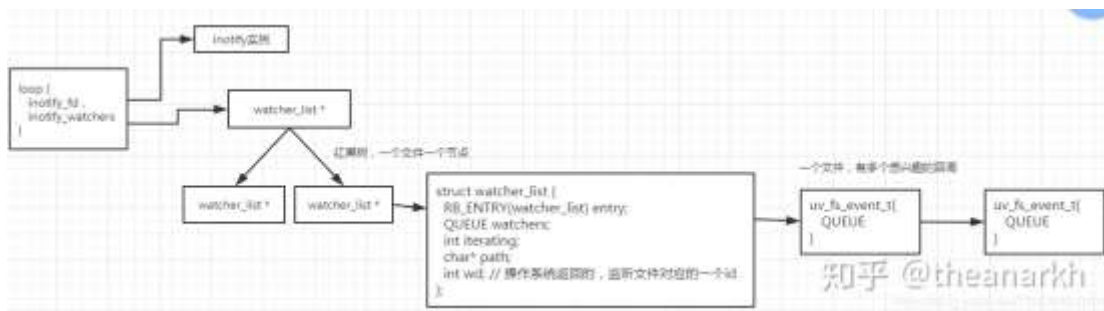 inotify实例
loop {
inotify_fd ,
inotify_watchers
}
watcher_list *
红黑树，一个文件一个节点
watcher_list *
watcher_list *
struct watcher_list {
RB_ENTRY(watcher_list) entry;
QUEUE watchers;
int iterating;
char* path;
int wd; // 操作系统返回的，监听文件对应的一个id
};
一个文件，有多个感兴趣的回调
uv_fs_event_t{
QUEUE
}
uv_fs_event_t{
QUEUE
}
知乎 @theanarkh